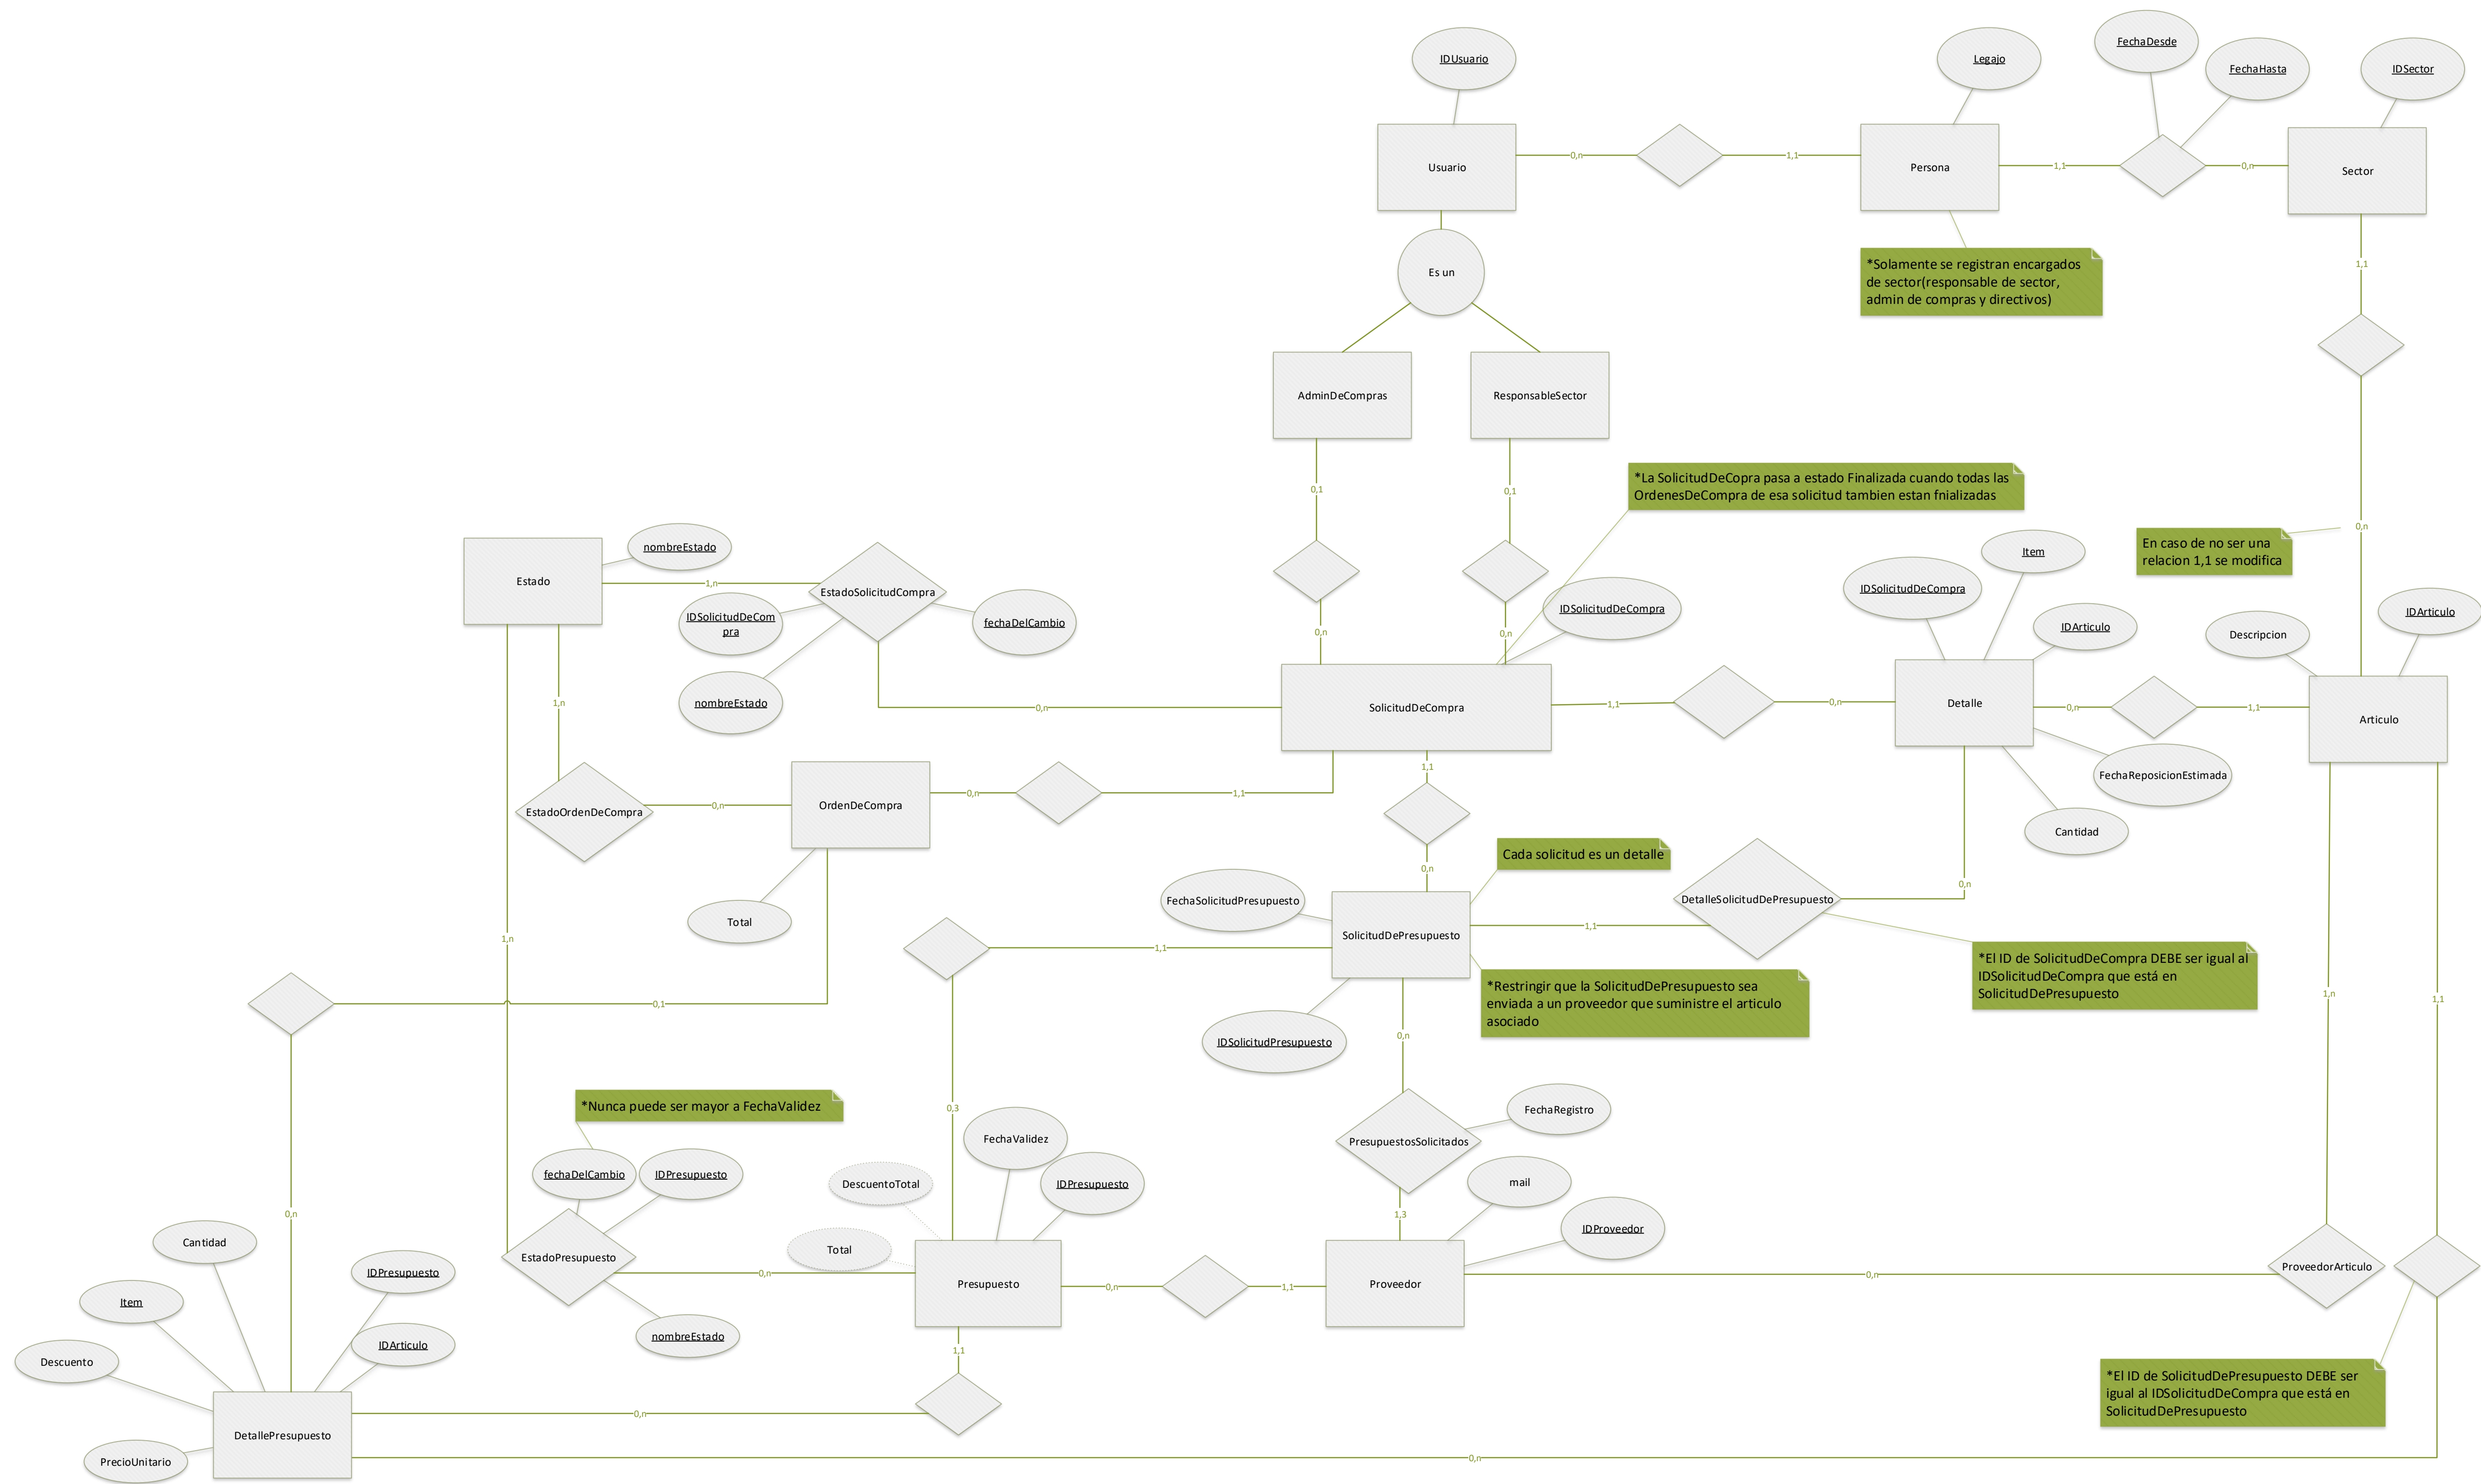 IDUsuario
Legajo
FechaDesde
FechaHasta
IDSector
Usuario
0,n
1,1
Persona
1,1
0,n
Sector
Es un
*Solamente se registran encargados
de sector(responsable de sector,
admin de compras y directivos)
1,1
AdminDeCompras
ResponsableSector
0,1
0,1
*La SolicitudDeCopra pasa a estado Finalizada cuando todas las
OrdenesDeCompra de esa solicitud tambien estan fnializadas
0,n
En caso de no ser una
relacion 1,1 se modifica
Estado
nombreEstado
1,n
EstadoSolicitudCompra
IDSolicitudDeCom
pra
fechaDelCambio
nombreEstado
0,n
0,n
IDSolicitudDeCompra
IDSolicitudDeCompra
Item
IDArticulo
Descripcion
IDArticulo
1,n
0,n
SolicitudDeCompra
1,1
0,n
Detalle
0,n
1,1
Articulo
FechaReposicionEstimada
Cantidad
EstadoOrdenDeCompra
0,n
OrdenDeCompra
0,n
1,1
1,1
0,n
Total
Cada solicitud es un detalle
FechaSolicitudPresupuesto
SolicitudDePresupuesto
1,1
DetalleSolicitudDePresupuesto
0,n
1,n
1,1
*El ID de SolicitudDeCompra DEBE ser igual al
IDSolicitudDeCompra que está en
SolicitudDePresupuesto
*Restringir que la SolicitudDePresupuesto sea
enviada a un proveedor que suministre el articulo
asociado
0,1
1,n
1,1
IDSolicitudPresupuesto
0,n
*Nunca puede ser mayor a FechaValidez
0,3
FechaRegistro
PresupuestosSolicitados
FechaValidez
fechaDelCambio
IDPresupuesto
DescuentoTotal
IDPresupuesto
mail
0,n
1,3
IDProveedor
Cantidad
Total
EstadoPresupuesto
0,n
Presupuesto
0,n
1,1
Proveedor
0,n
ProveedorArticulo
IDPresupuesto
Item
nombreEstado
IDArticulo
1,1
Descuento
*El ID de SolicitudDePresupuesto DEBE ser
igual al IDSolicitudDeCompra que está en
SolicitudDePresupuesto
0,n
DetallePresupuesto
PrecioUnitario
0,n